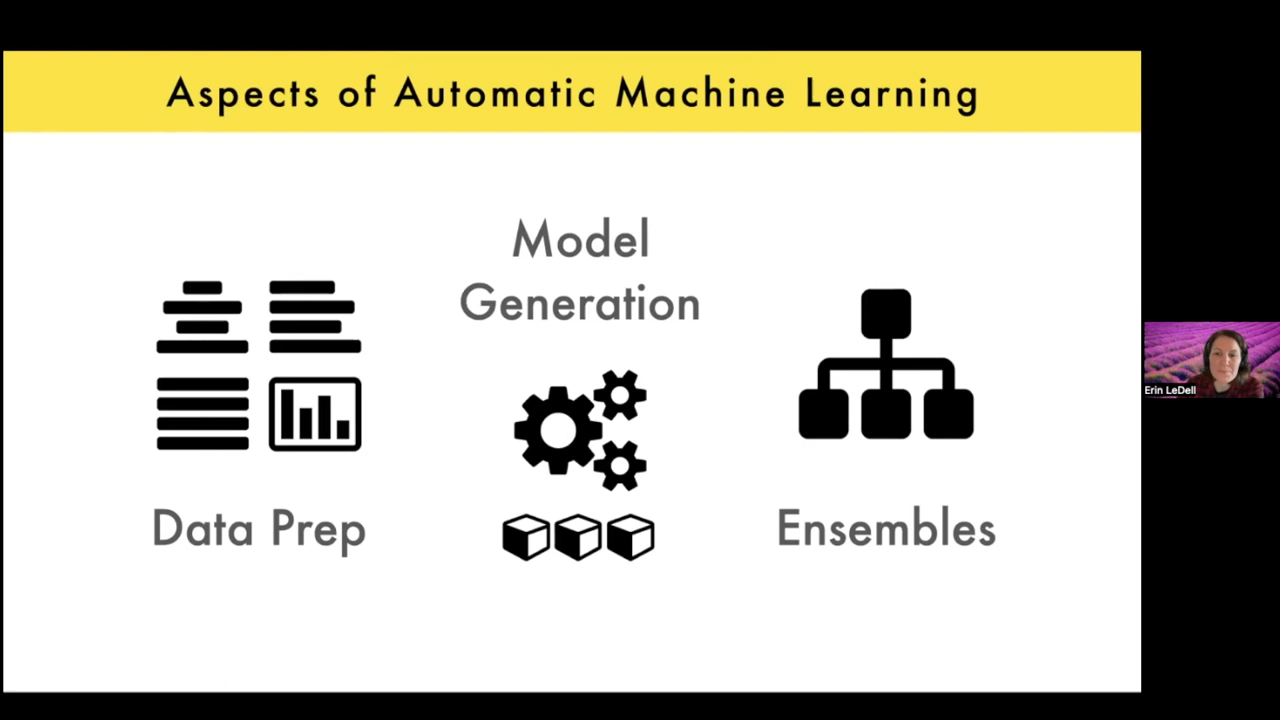 Aspects of Automatic Machine Learning
Model
Generation
Data Prep
Ensembles
Erin LeDell